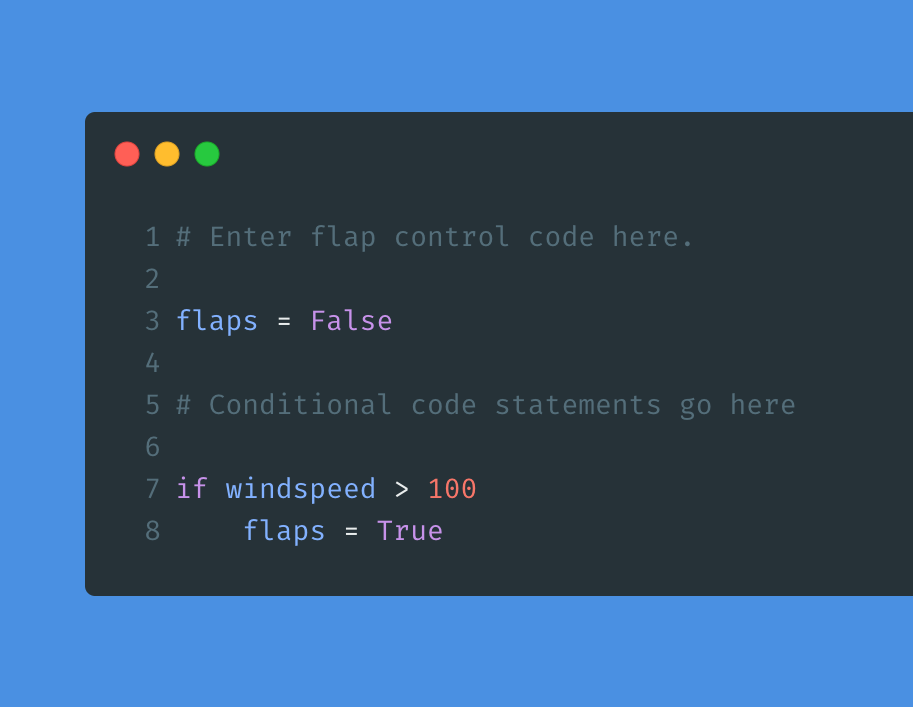 1 # Enter flap control code here.
2
3 flaps = False
4
5 # Conditional code statements go here
6
7 if windspeed > 100
8     flaps = True